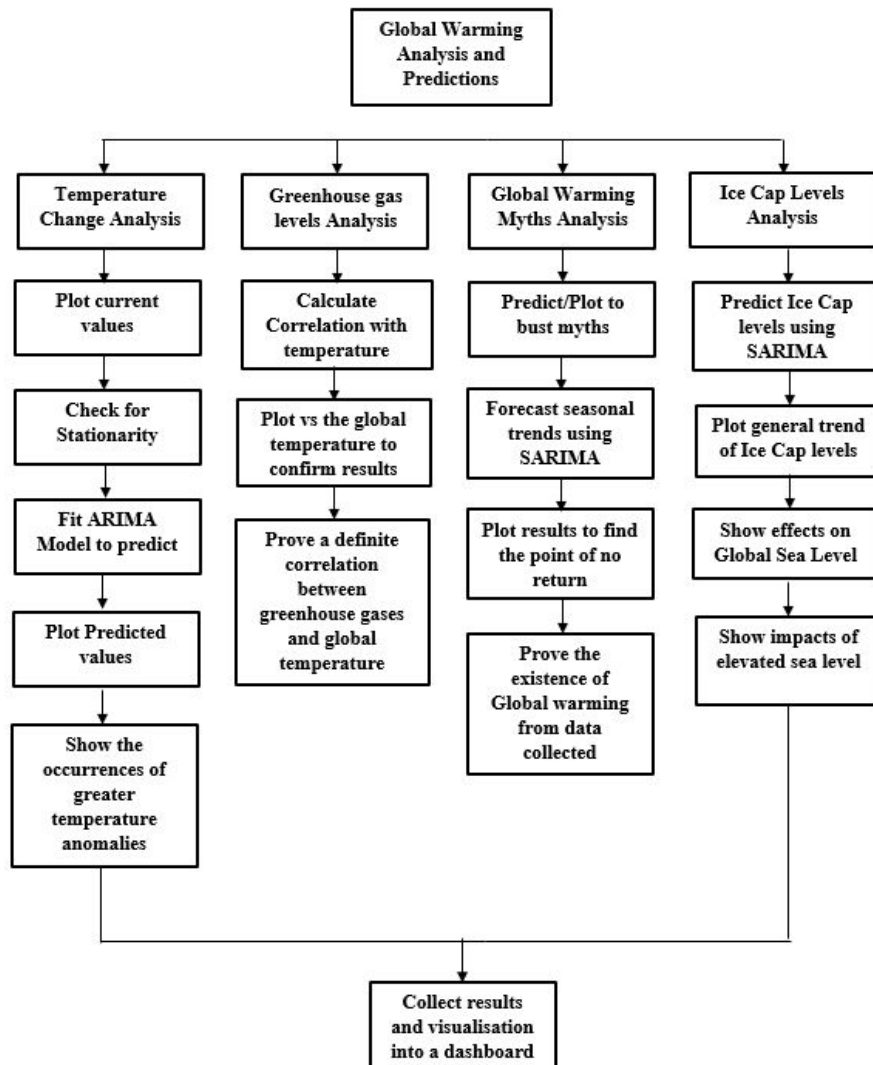 Global Warming
Analysis and
Predictions
Temperature
Change Analysis
Plot current
values
Check for
Stationarity
Fit ARIMA
Model to predict
Plot Predicted
values
Show the
occurrences of
greater
temperature
anomalies
Greenhouse gas
levels Analysis
Calculate
Correlation with
temperature
Plot vs the global
temperature to
confirm results
Prove a definite
correlation
between
greenhouse gases
and global
temperature
Global Warming
Myths Analysis
Predict/Plot to
bust myths
Forecast seasonal
trends using
SARIMA
Plot results to find
the point of no
return
Prove the
existence of
Global warming
from data
collected
Ice Cap Levels
Analysis
Predict Ice Cap
levels using
SARIMA
Plot general trend
of Ice Cap levels
Show effects on
Global Sea Level
Show impacts of
elevated sea level
Collect results
and visualisation
into a dashboard